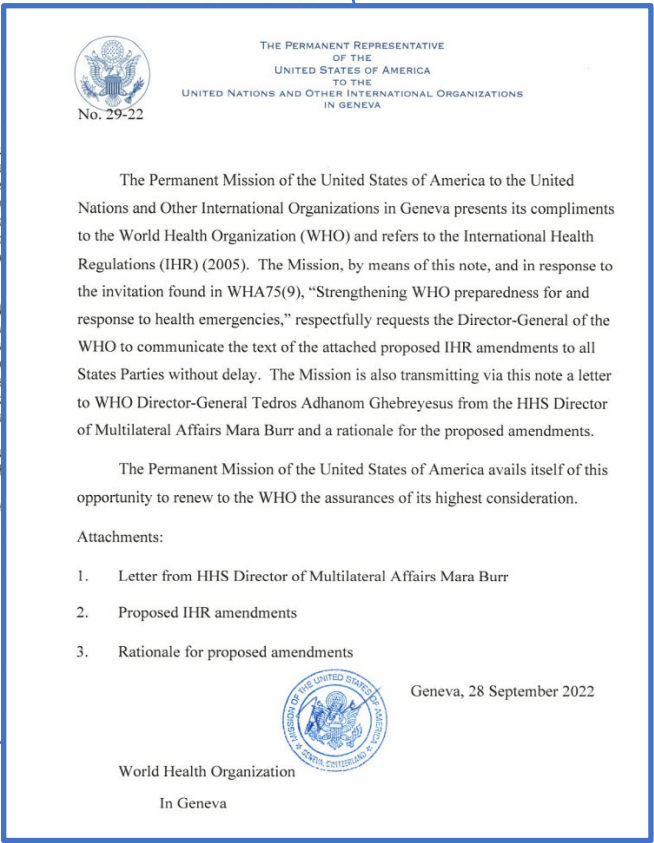 THE PERMANENT REPRESENTATIVE
OF THE
UNITED STATES OF AMERICA
TO THE
UNITED NATIONS AND OTHER INTERNATIONAL ORGANIZATIONS
IN GENEVA
No. 29-22
The Permanent Mission of the United States of America to the United
Nations and Other International Organizations in Geneva presents its compliments
to the World Health Organization (WHO) and refers to the International Health
Regulations (IHR) (2005). The Mission, by means of this note, and in response to
the invitation found in WHA75(9), “Strengthening WHO preparedness for and
response to health emergencies,” respectfully requests the Director-General of the
WHO to communicate the text of the attached proposed IHR amendments to all
States Parties without delay. The Mission is also transmitting via this note a letter
to WHO Director-General Tedros Adhanom Ghebreyesus from the HHS Director
of Multilateral Affairs Mara Burr and a rationale for the proposed amendments.
The Permanent Mission of the United States of America avails itself of this
opportunity to renew to the WHO the assurances of its highest consideration.
Attachments:
1. Letter from HHS Director of Multilateral Affairs Mara Burr
2. Proposed IHR amendments
3. Rationale for proposed amendments
MISSION OF THE UNITED STATES OF AMERICA
GENEVA, SWITZERLAND
Geneva, 28 September 2022
World Health Organization
In Geneva